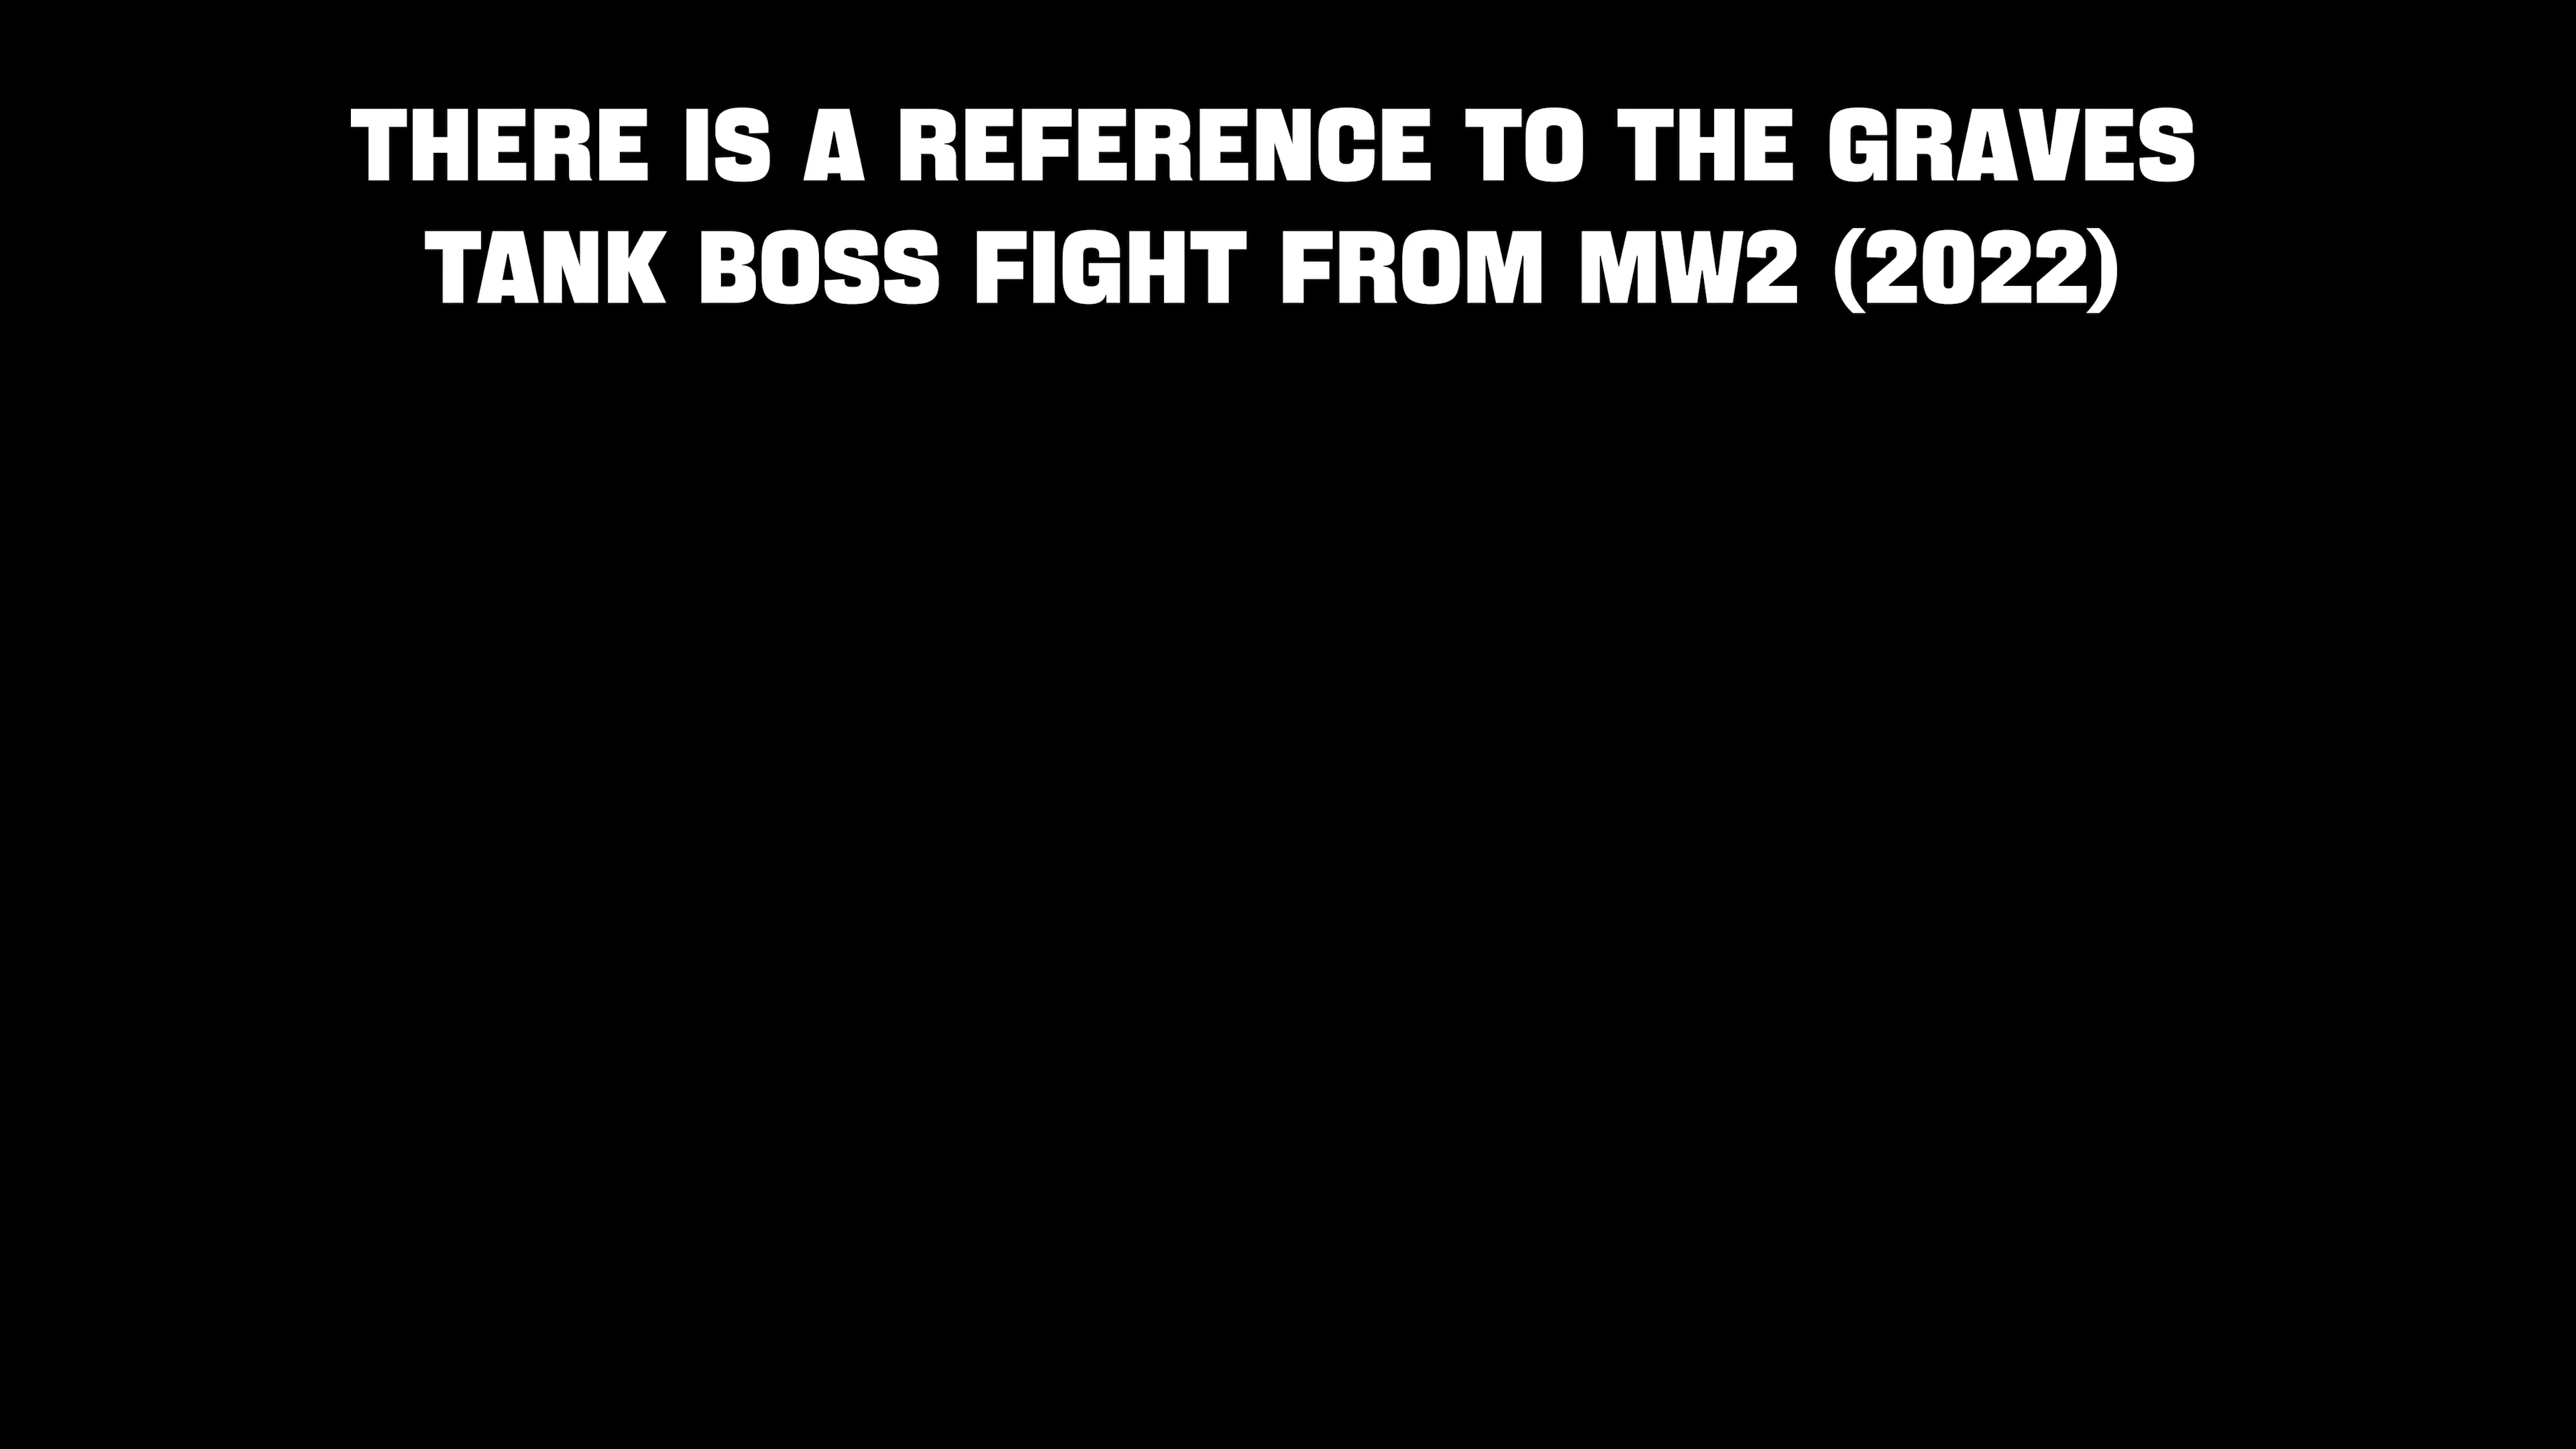 THERE IS A REFERENCE TO THE GRAVES
TANK BOSS FIGHT FROM MW2 (2022)